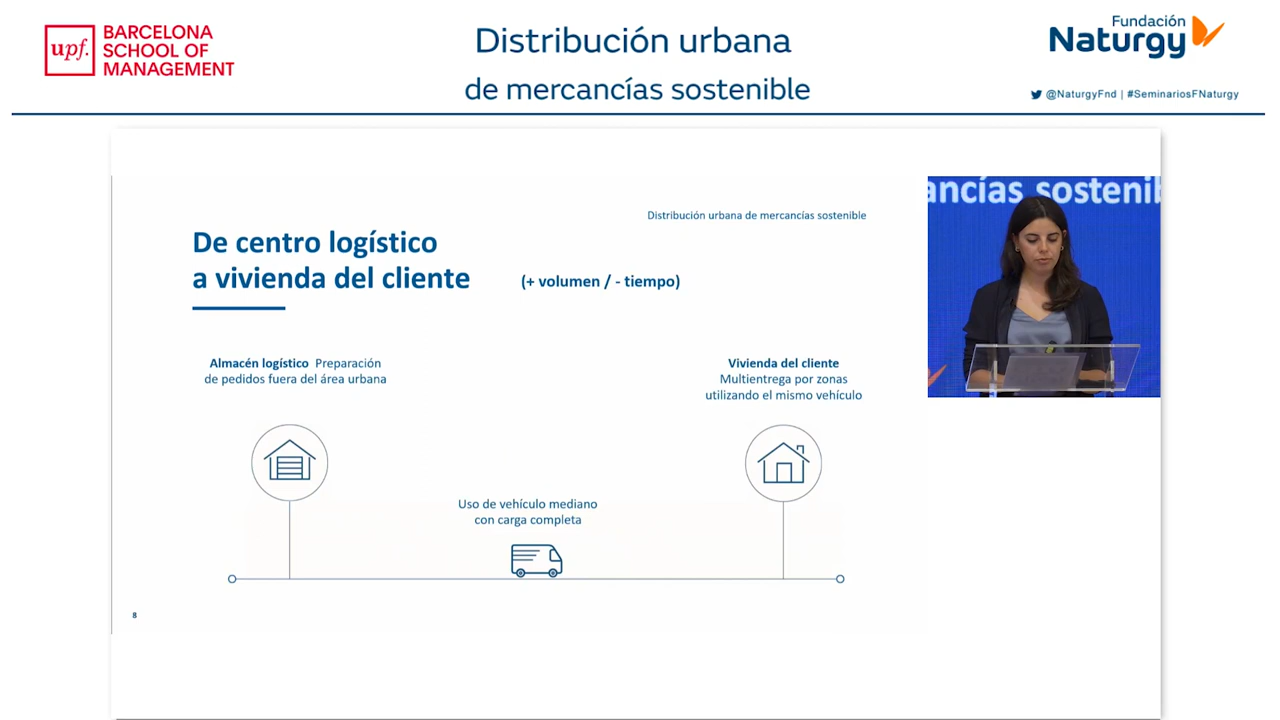 upf.
BARCELONA
SCHOOL OF
MANAGEMENT
Distribución urbana
de mercancías sostenible
Fundación
Naturgy
@NaturgyFnd | #SeminariosFNaturgy
Distribución urbana de mercancías sostenible
De centro logístico
a vivienda del cliente
(+ volumen / - tiempo)
Almacén logístico Preparación
de pedidos fuera del área urbana
Vivienda del cliente
Multientrega por zonas
utilizando el mismo vehículo
Uso de vehículo mediano
con carga completa
8
ancías sostenib